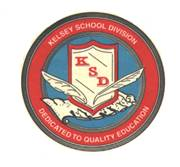 KELSEY SCHOOL DIVISION
KSD
DEDICATED TO QUALITY EDUCATION